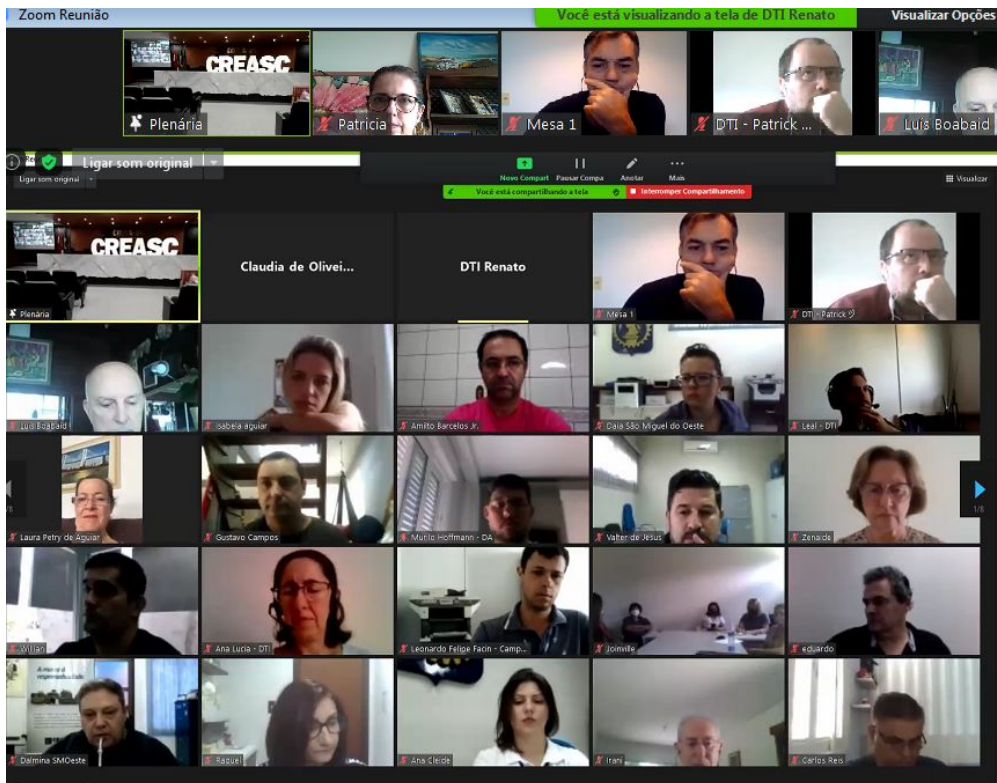 Zoom Reunião
Você está visualizando a tela de DTI Renato
Visualizar Opções
CREASC
Plenária
Patricia
Mesa 1
DTI - Patrick ...
Luis Boabaid
Ligar som original
Ligar som original
Novo Compart
Pausar Compa
Anotar
Mais
Você está compartilhando a tela
Interromper Compartilhamento
Visualizar
CREASC
Plenária
Claudia de Olivei...
DTI Renato
Mesa 1
DTI - Patrick
Luis Boabaid
isabela aguiar
Amilto Barcelos Jr.
Daia São Miguel do Oeste
Leal - DTI
Laura Petry de Aguiar
Gustavo Campos
Murilo Hoffmann - DA
Valter de Jesus
Zenaide
1/8
Willian
Ana Lucia - DTI
Leonardo Felipe Facin - Camp...
Joinville
eduardo
Dalmina SMOeste
Raquel
Ana Cleide
Irani
Carlos Reis